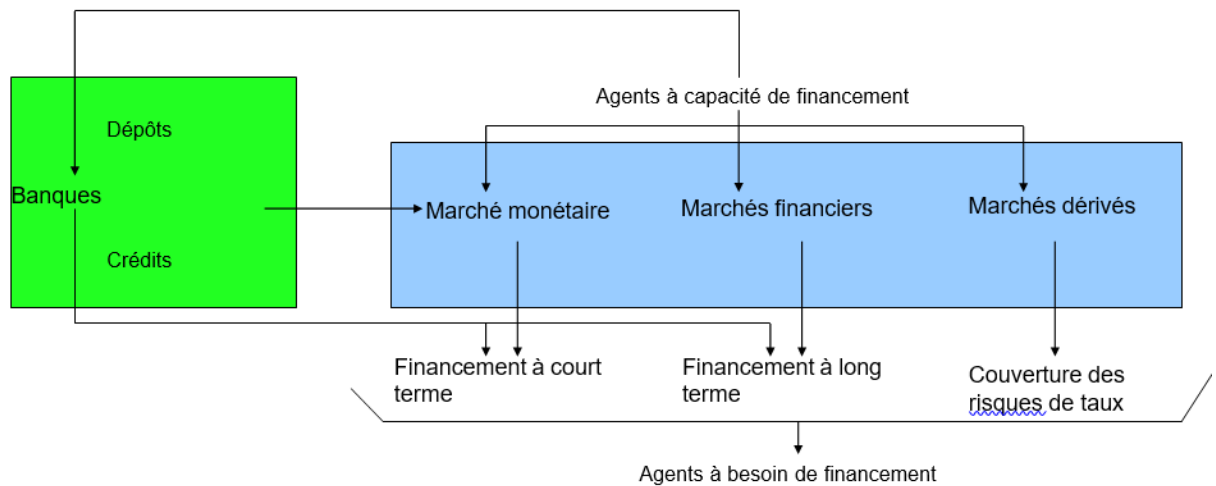 Agents à capacité de financement
Dépôts
Banques
Crédits
Marché monétaire
Marchés financiers
Marchés dérivés
Financement à court
terme
Financement à long
terme
Couverture des
risques de taux
Agents à besoin de financement